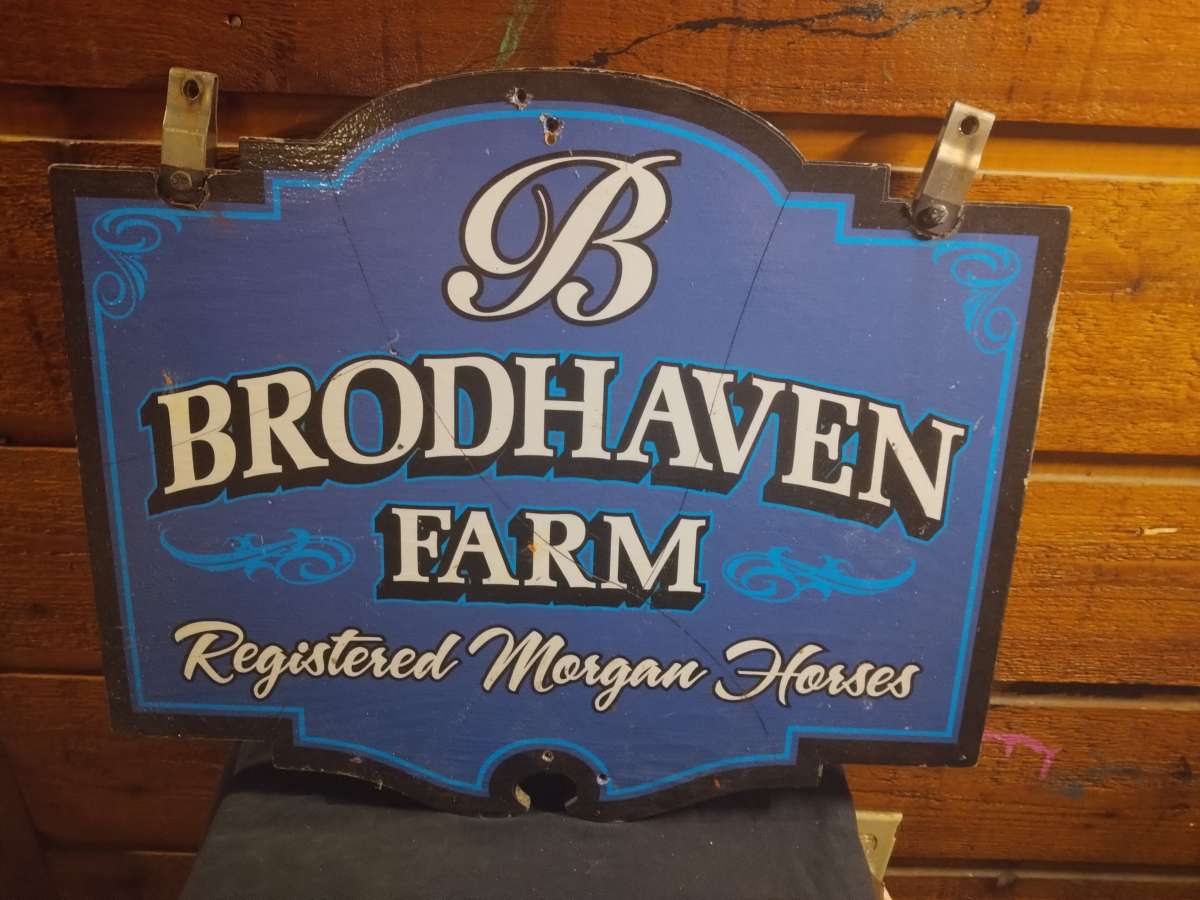 B
BRODHAVEN
FARM
Registered Morgan Horses